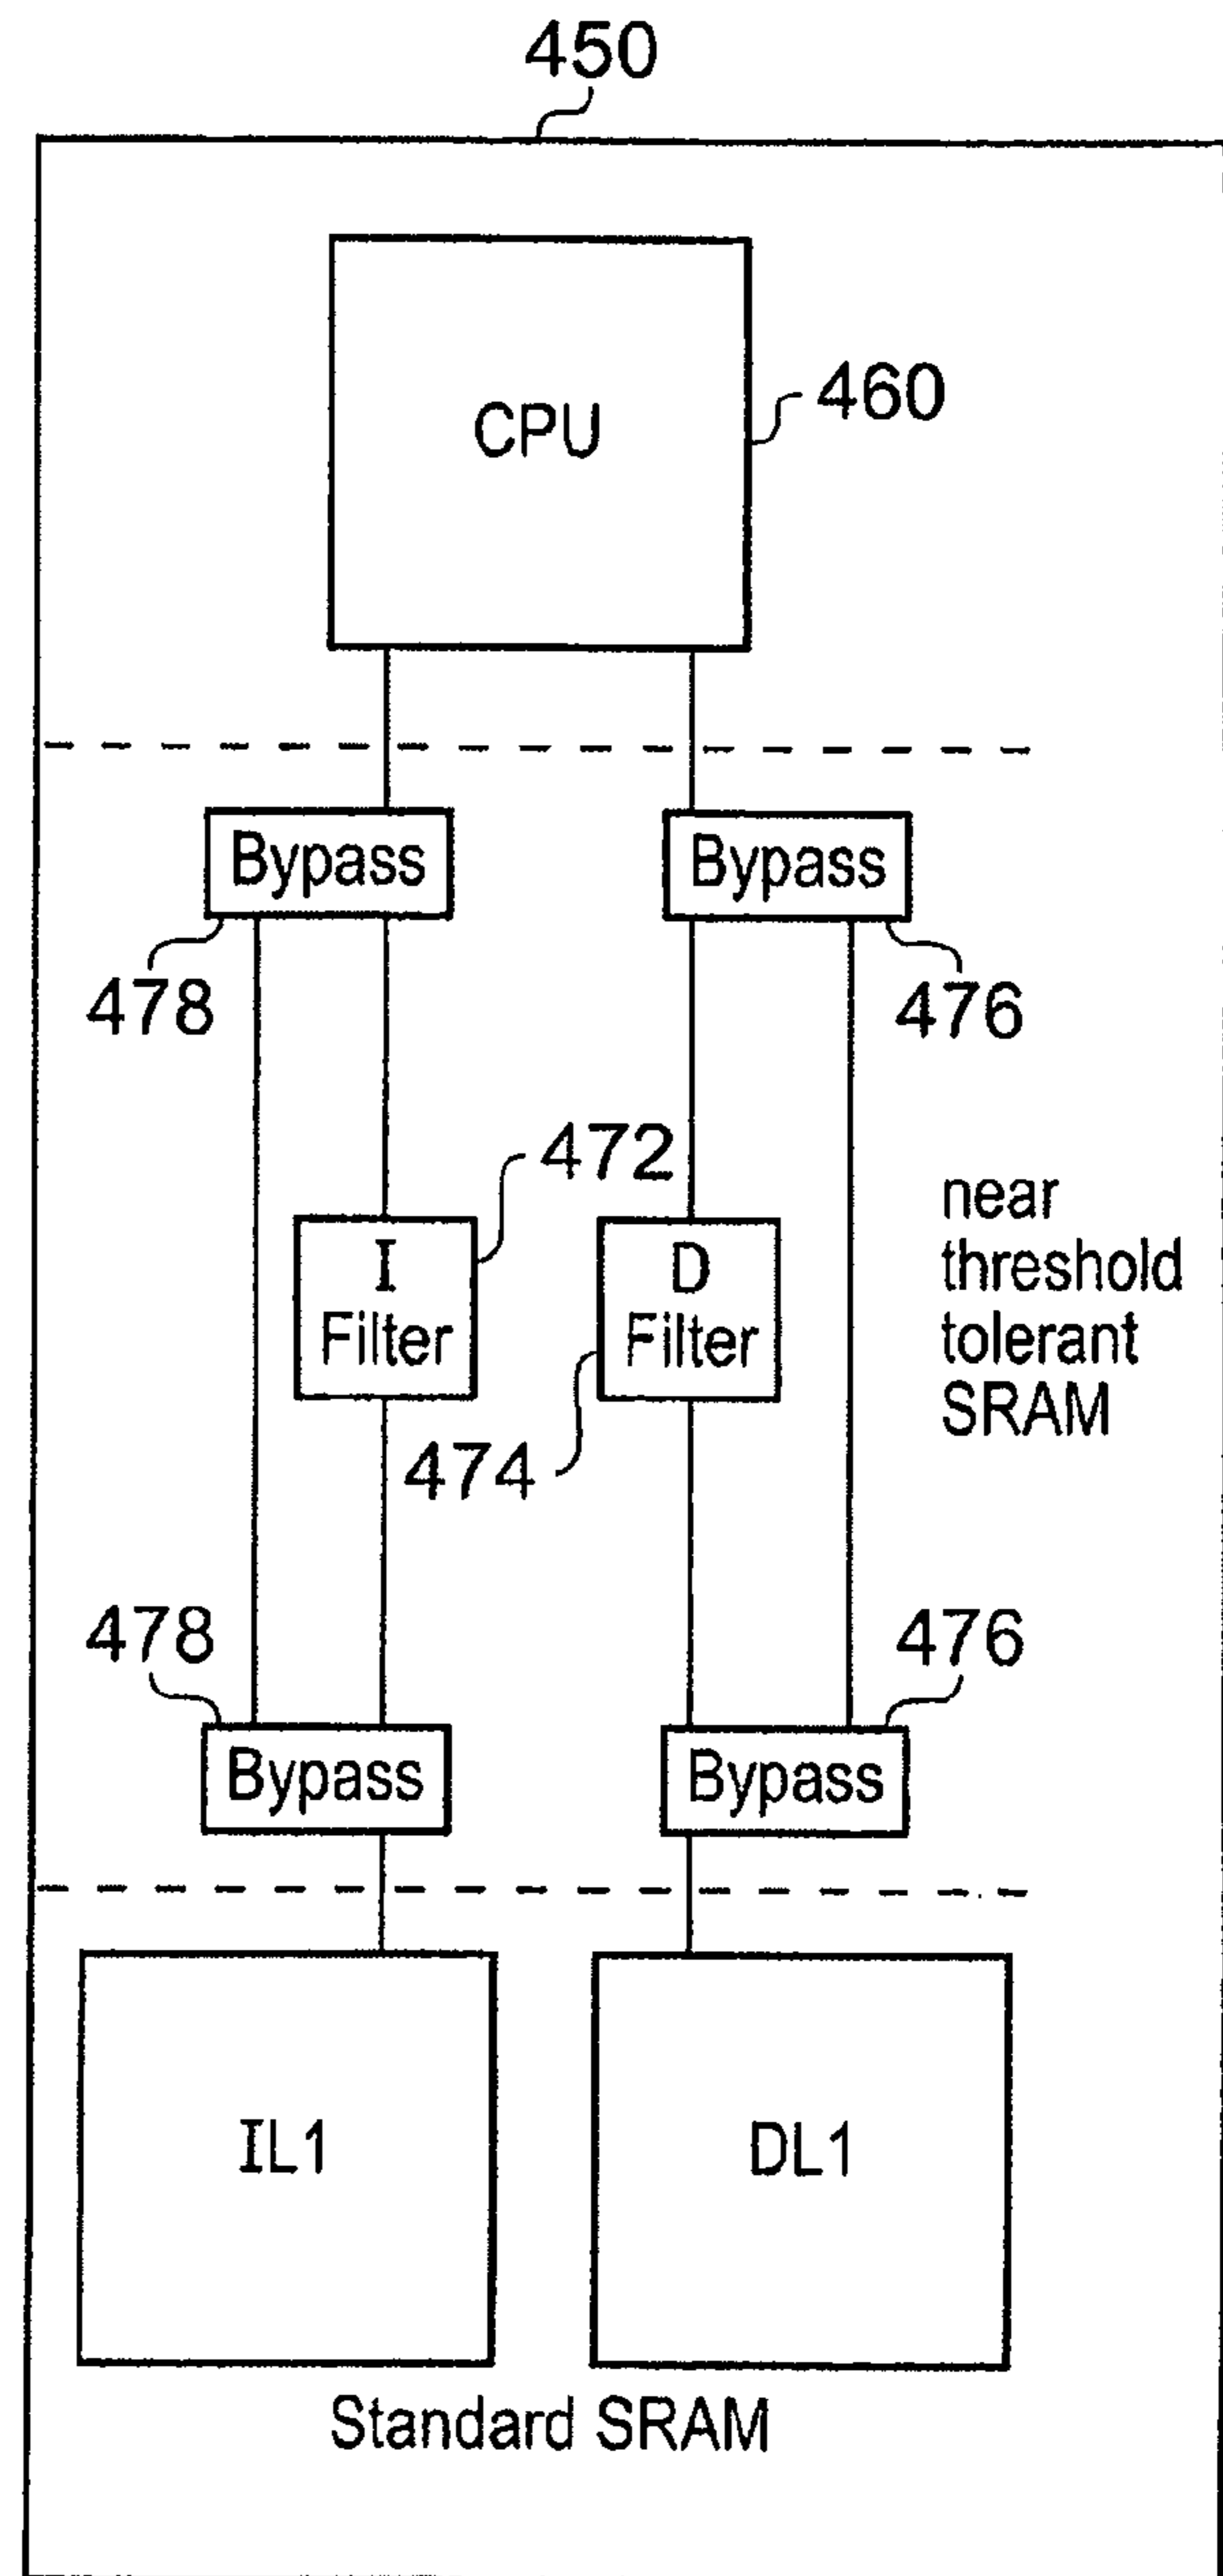 450
CPU
460
Bypass
Bypass
478
476
472
near
threshold
tolerant
SRAM
I
Filter
D
Filter
474
478
476
Bypass
Bypass
IL1
DL1
Standard SRAM